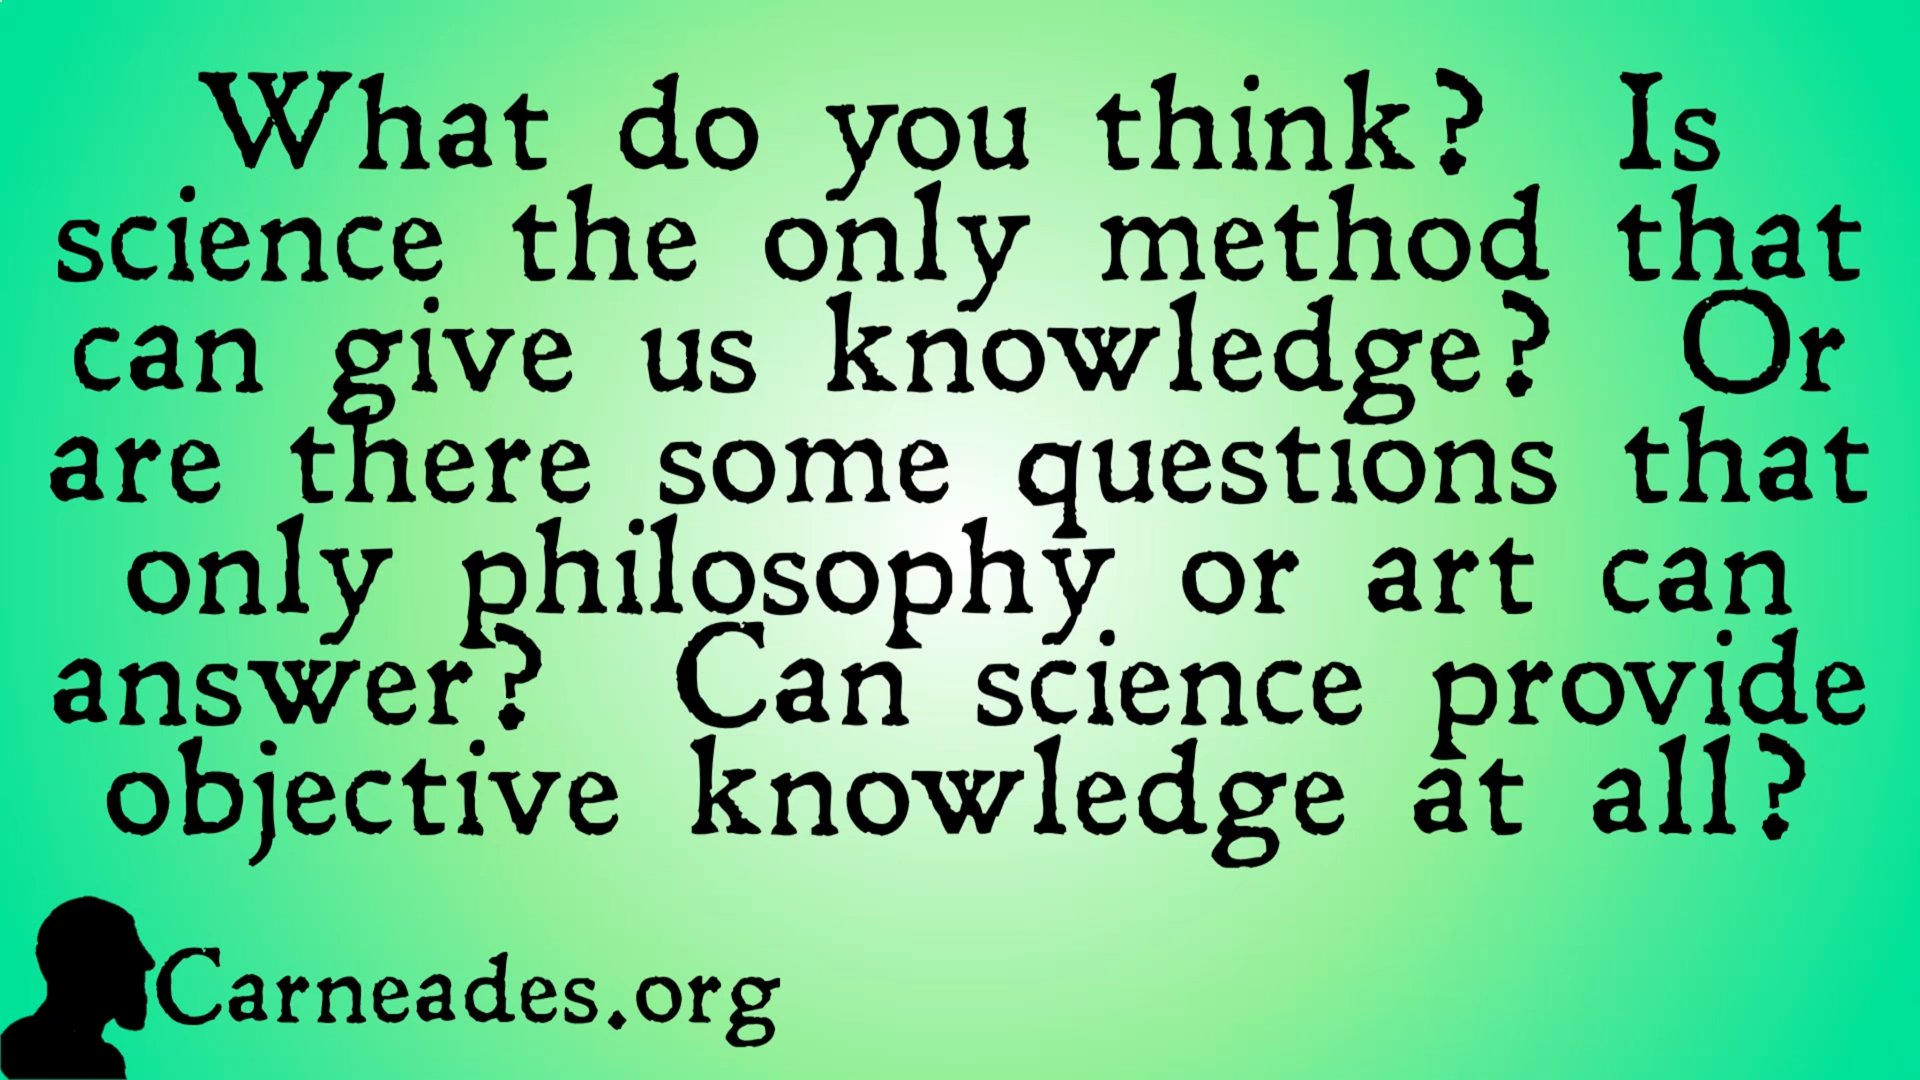 What do you think? Is
science the only method that
can give us knowledge? Or
are there some questions that
only philosophy or art can
answer? Can science provide
objective knowledge at all?
Carneades.org